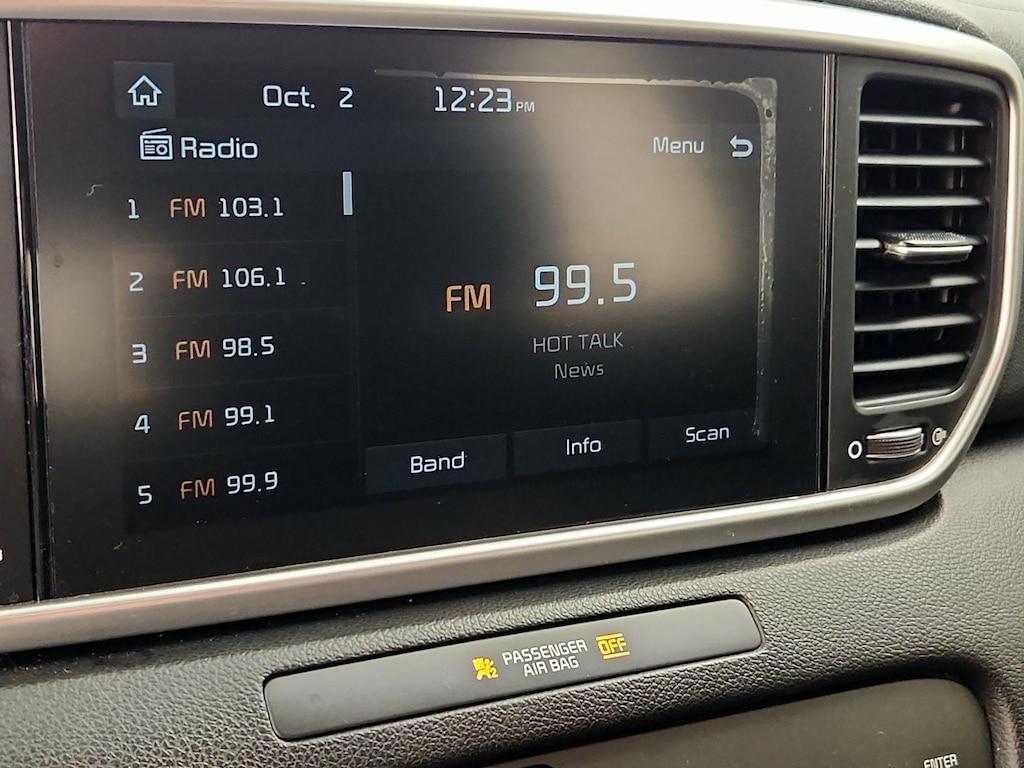 Oct. 2 12:23 PM
Radio
Menu
1 FM 103.1
2 FM 106.1
3 FM 98.5
4 FM 99.1
5 FM 99.9
FM 99.5
HOT TALK
News
Band Info Scan
PASSENGER
AIR BAG
OFF
2
ENTER